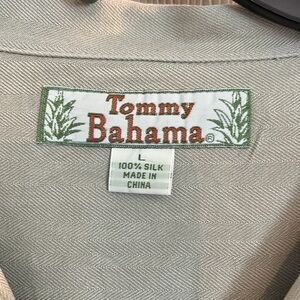 Tommy
Bahama®
L
100% SILK
MADE IN
CHINA